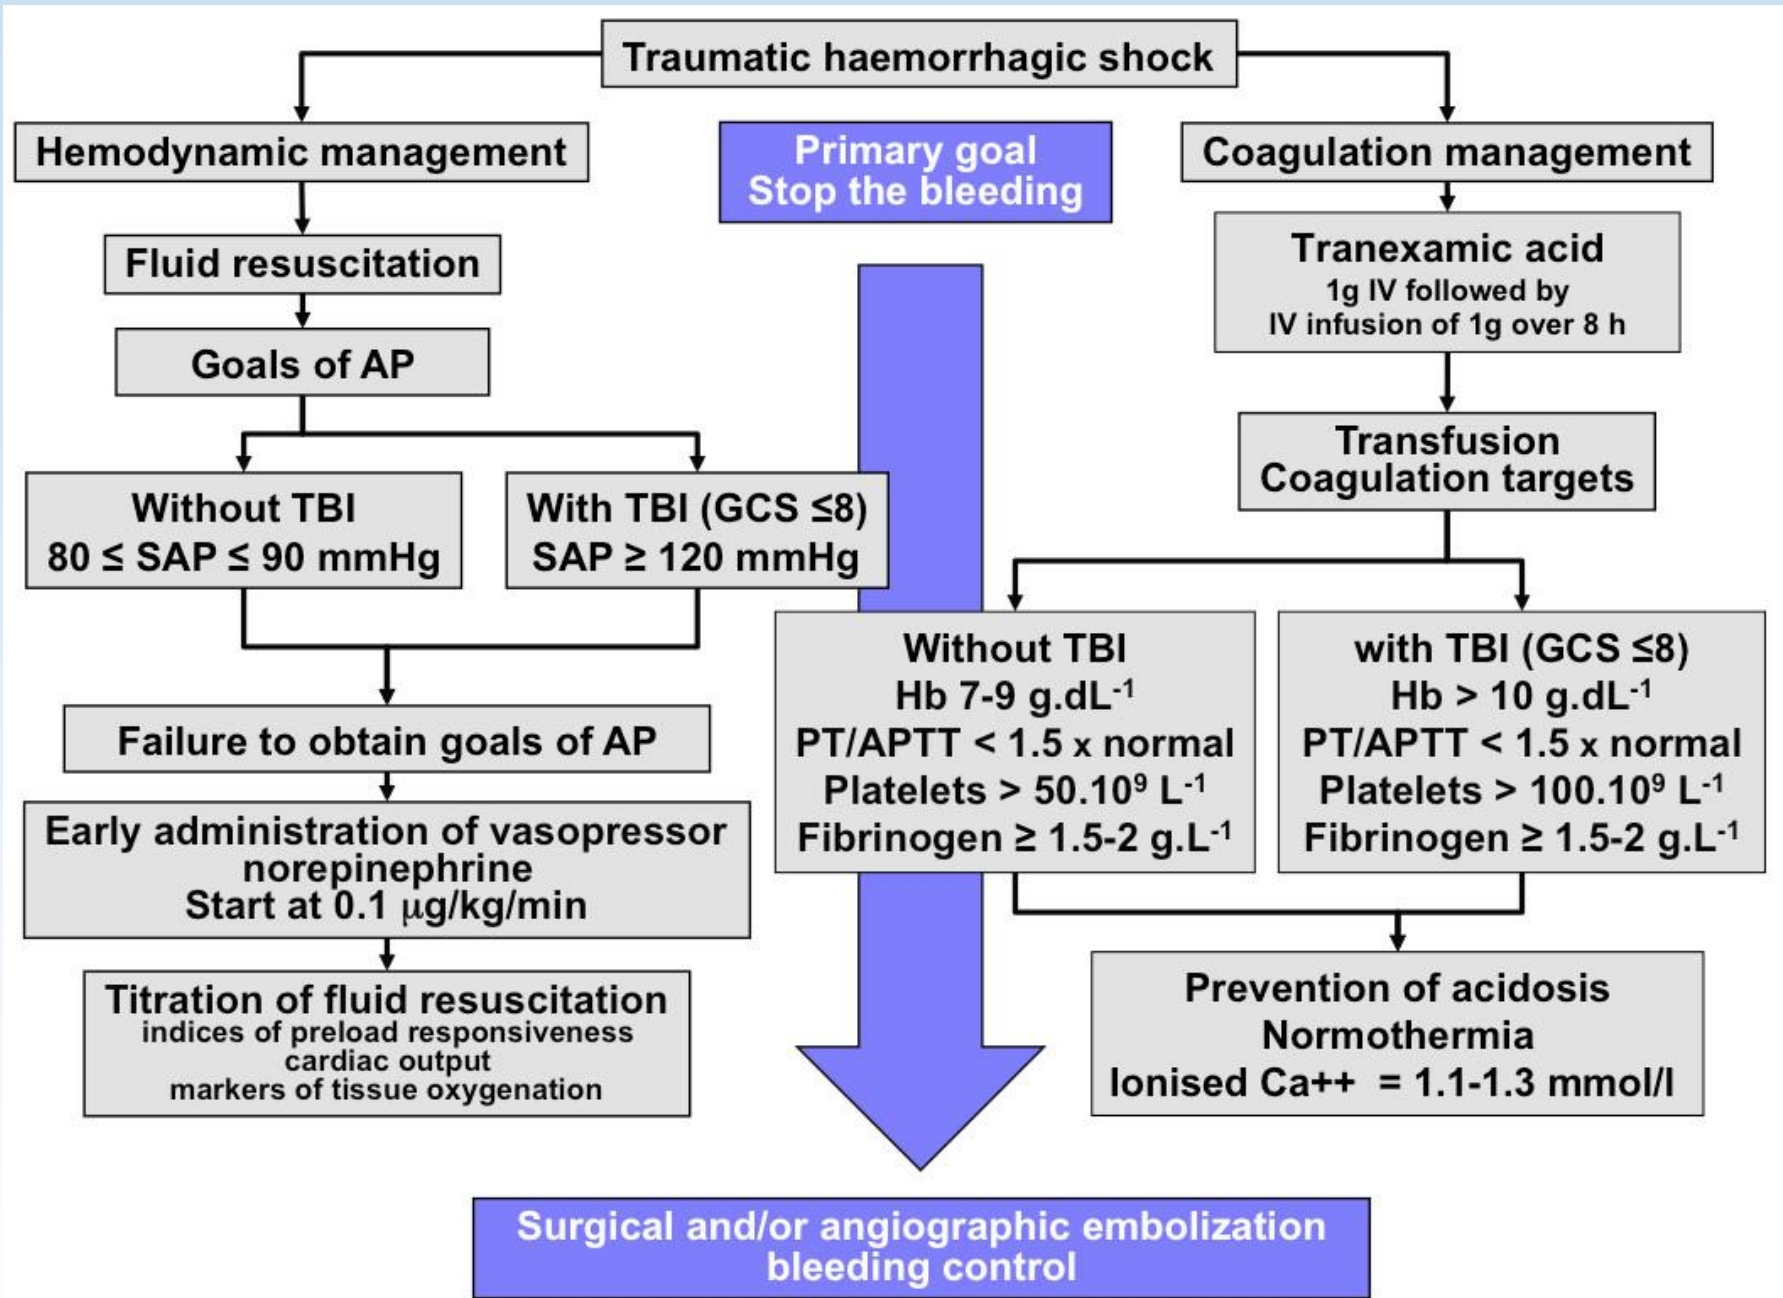 Traumatic haemorrhagic shock
Hemodynamic management
Fluid resuscitation
Goals of AP
Without TBI
80 ≤ SAP ≤ 90 mmHg
With TBI (GCS ≤8)
SAP ≥ 120 mmHg
Failure to obtain goals of AP
Early administration of vasopressor
norepinephrine
Start at 0.1 µg/kg/min
Titration of fluid resuscitation
indices of preload responsiveness
cardiac output
markers of tissue oxygenation
Primary goal
Stop the bleeding
Coagulation management
Tranexamic acid
1g IV followed by
IV infusion of 1g over 8 h
Transfusion
Coagulation targets
Without TBI
Hb 7-9 g.dL⁻¹
PT/APTT < 1.5 x normal
Platelets > 50.10⁹ L⁻¹
Fibrinogen ≥ 1.5-2 g.L⁻¹
with TBI (GCS ≤8)
Hb > 10 g.dL⁻¹
PT/APTT < 1.5 x normal
Platelets > 100.10⁹ L⁻¹
Fibrinogen ≥ 1.5-2 g.L⁻¹
Prevention of acidosis
Normothermia
Ionised Ca++ = 1.1-1.3 mmol/l
Surgical and/or angiographic embolization
bleeding control